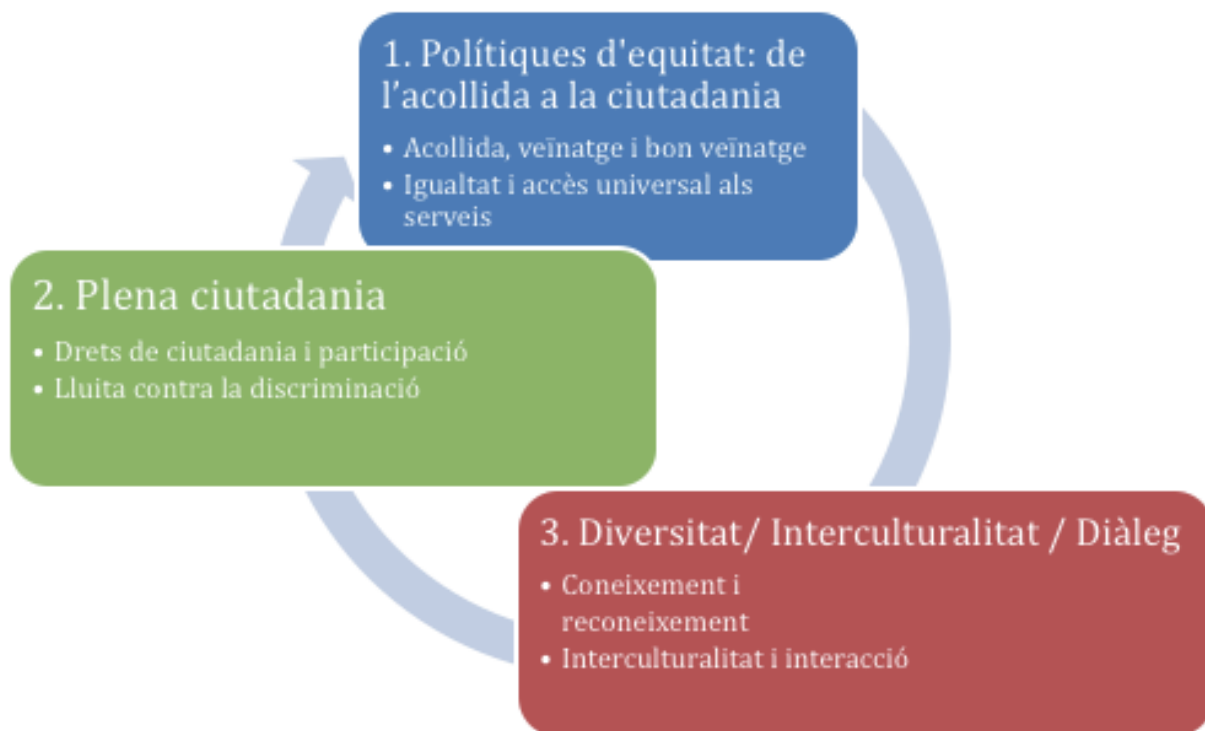 1. Polítiques d'equitat: de
l’acollida a la ciutadania
• Acollida, veïnatge i bon veïnatge
• Igualtat i accès universal als
serveis
2. Plena ciutadania
• Drets de ciutadania i participació
• Lluita contra la discriminació
3. Diversitat/ Interculturalitat / Diàleg
• Coneixement i
reconeixement
• Interculturalitat i interacció